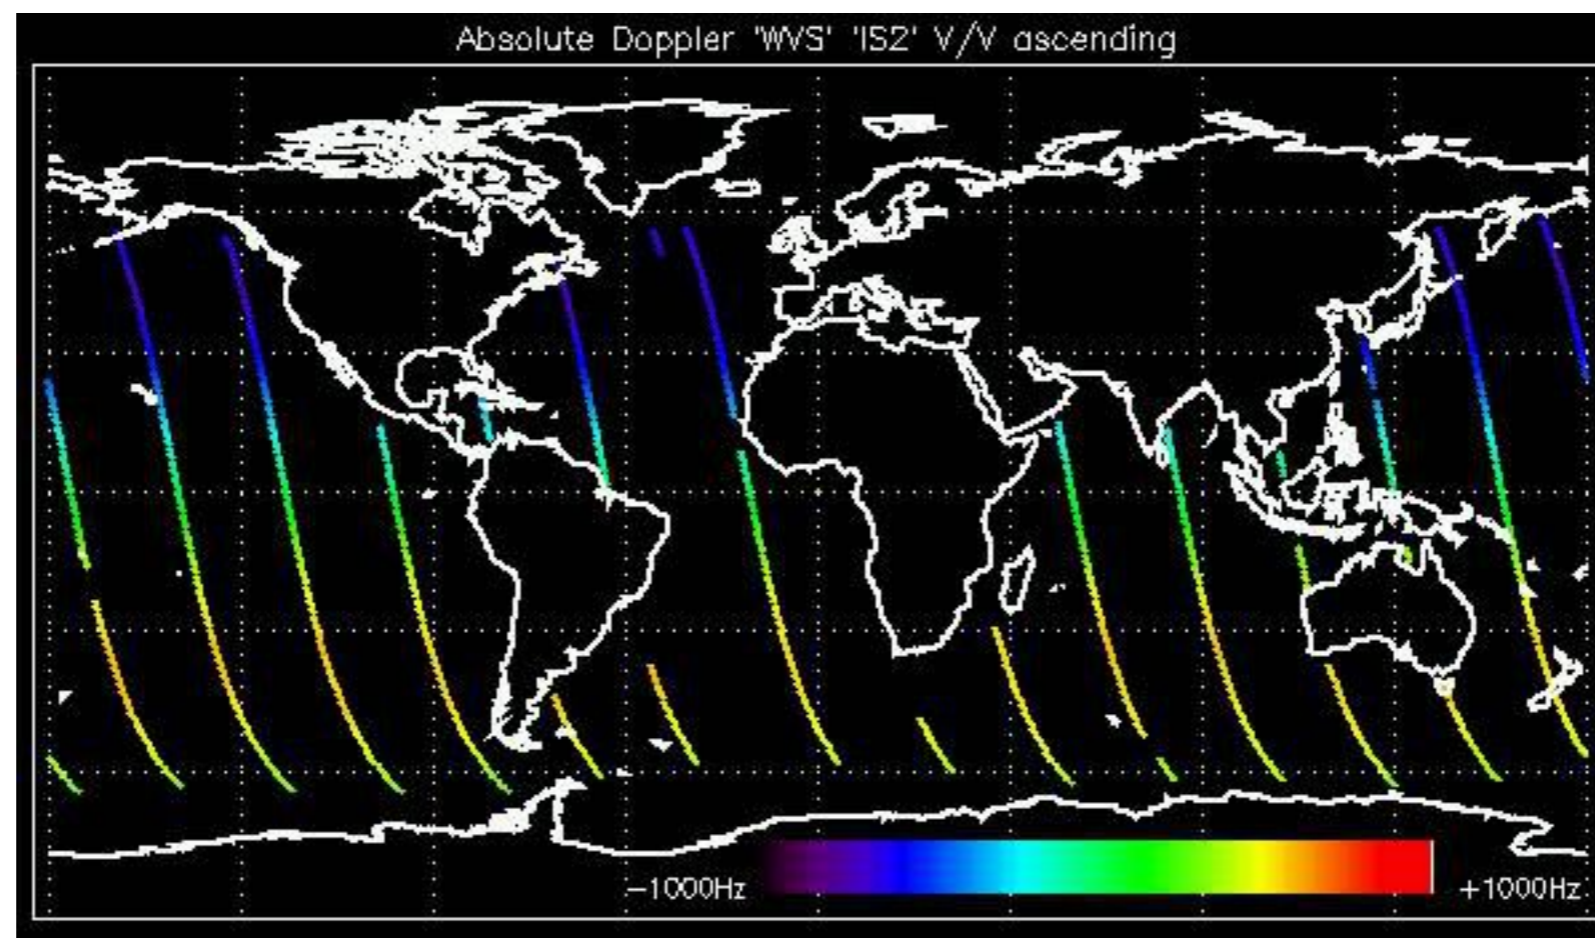 Absolute Doppler 'WVS' 'IS2' V/V ascending
-1000Hz +1000Hz